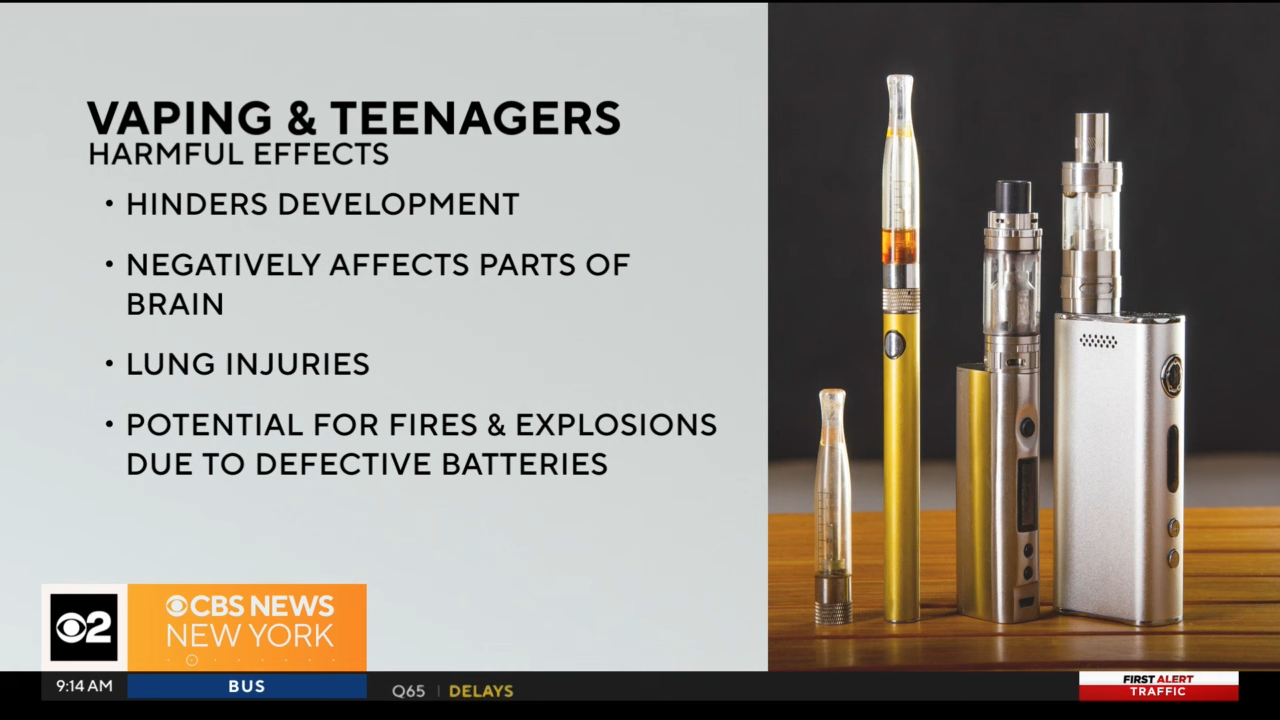 VAPING & TEENAGERS
HARMFUL EFFECTS
• HINDERS DEVELOPMENT
• NEGATIVELY AFFECTS PARTS OF
BRAIN
• LUNG INJURIES
• POTENTIAL FOR FIRES & EXPLOSIONS
DUE TO DEFECTIVE BATTERIES
2
CBS NEWS
NEW YORK
9:14 AM
BUS
Q65 | DELAYS
FIRST ALERT
TRAFFIC